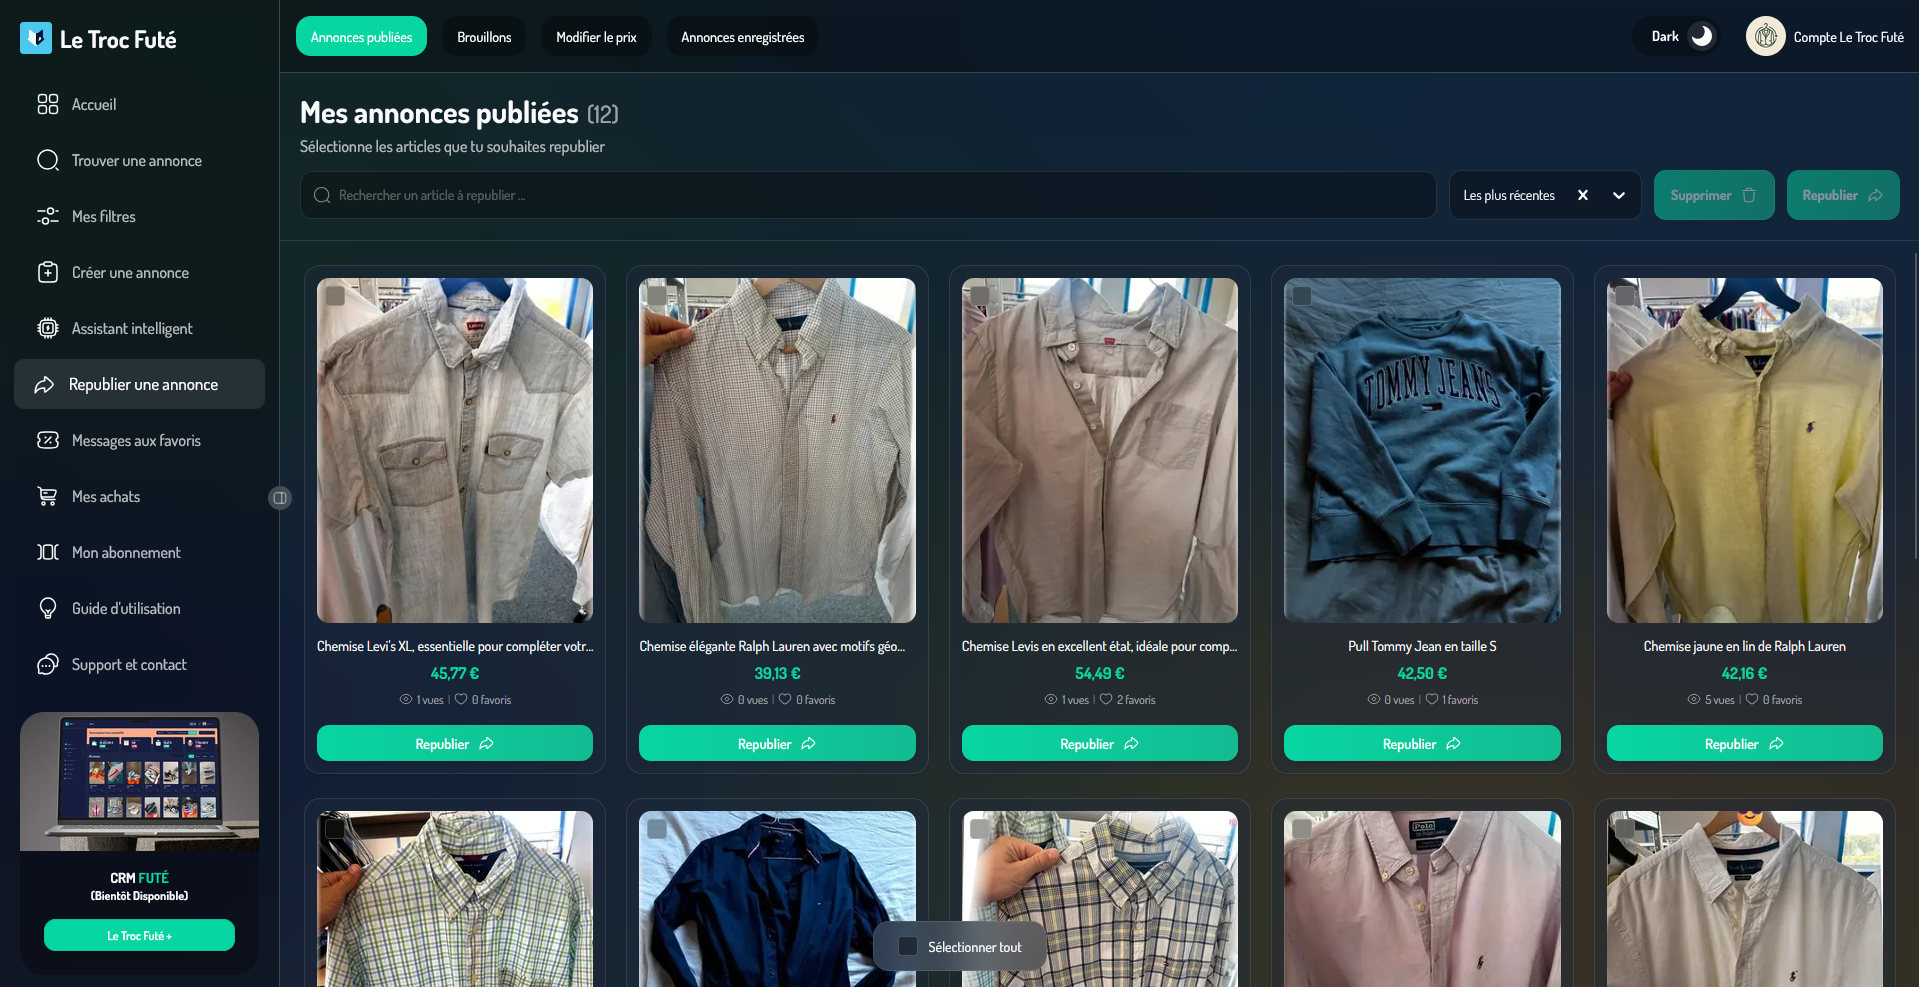 Le Troc Futé
Annonces publiées
Brouillons
Modifier le prix
Annonces enregistrées
Dark
Compte Le Troc Futé
Accueil
Trouver une annonce
Mes filtres
Créer une annonce
Assistant intelligent
Republier une annonce
Messages aux favoris
Mes achats
Mon abonnement
Guide d'utilisation
Support et contact
CRM FUTÉ
(Bientôt Disponible)
Le Troc Futé +
Mes annonces publiées (12)
Sélectionne les articles que tu souhaites republier
Rechercher un article à republier ...
Les plus récentes
Supprimer
Republier
TOMMY JEANS
Chemise Levi's XL, essentielle pour compléter votr...
45,77 €
1 vues | 0 favoris
Republier
Chemise élégante Ralph Lauren avec motifs géo...
39,13 €
0 vues | 0 favoris
Republier
Chemise Levis en excellent état, idéale pour comp...
54,49 €
1 vues | 2 favoris
Republier
Pull Tommy Jean en taille S
42,50 €
0 vues | 1 favoris
Republier
Chemise jaune en lin de Ralph Lauren
42,16 €
5 vues | 0 favoris
Republier
Polo
Sélectionner tout